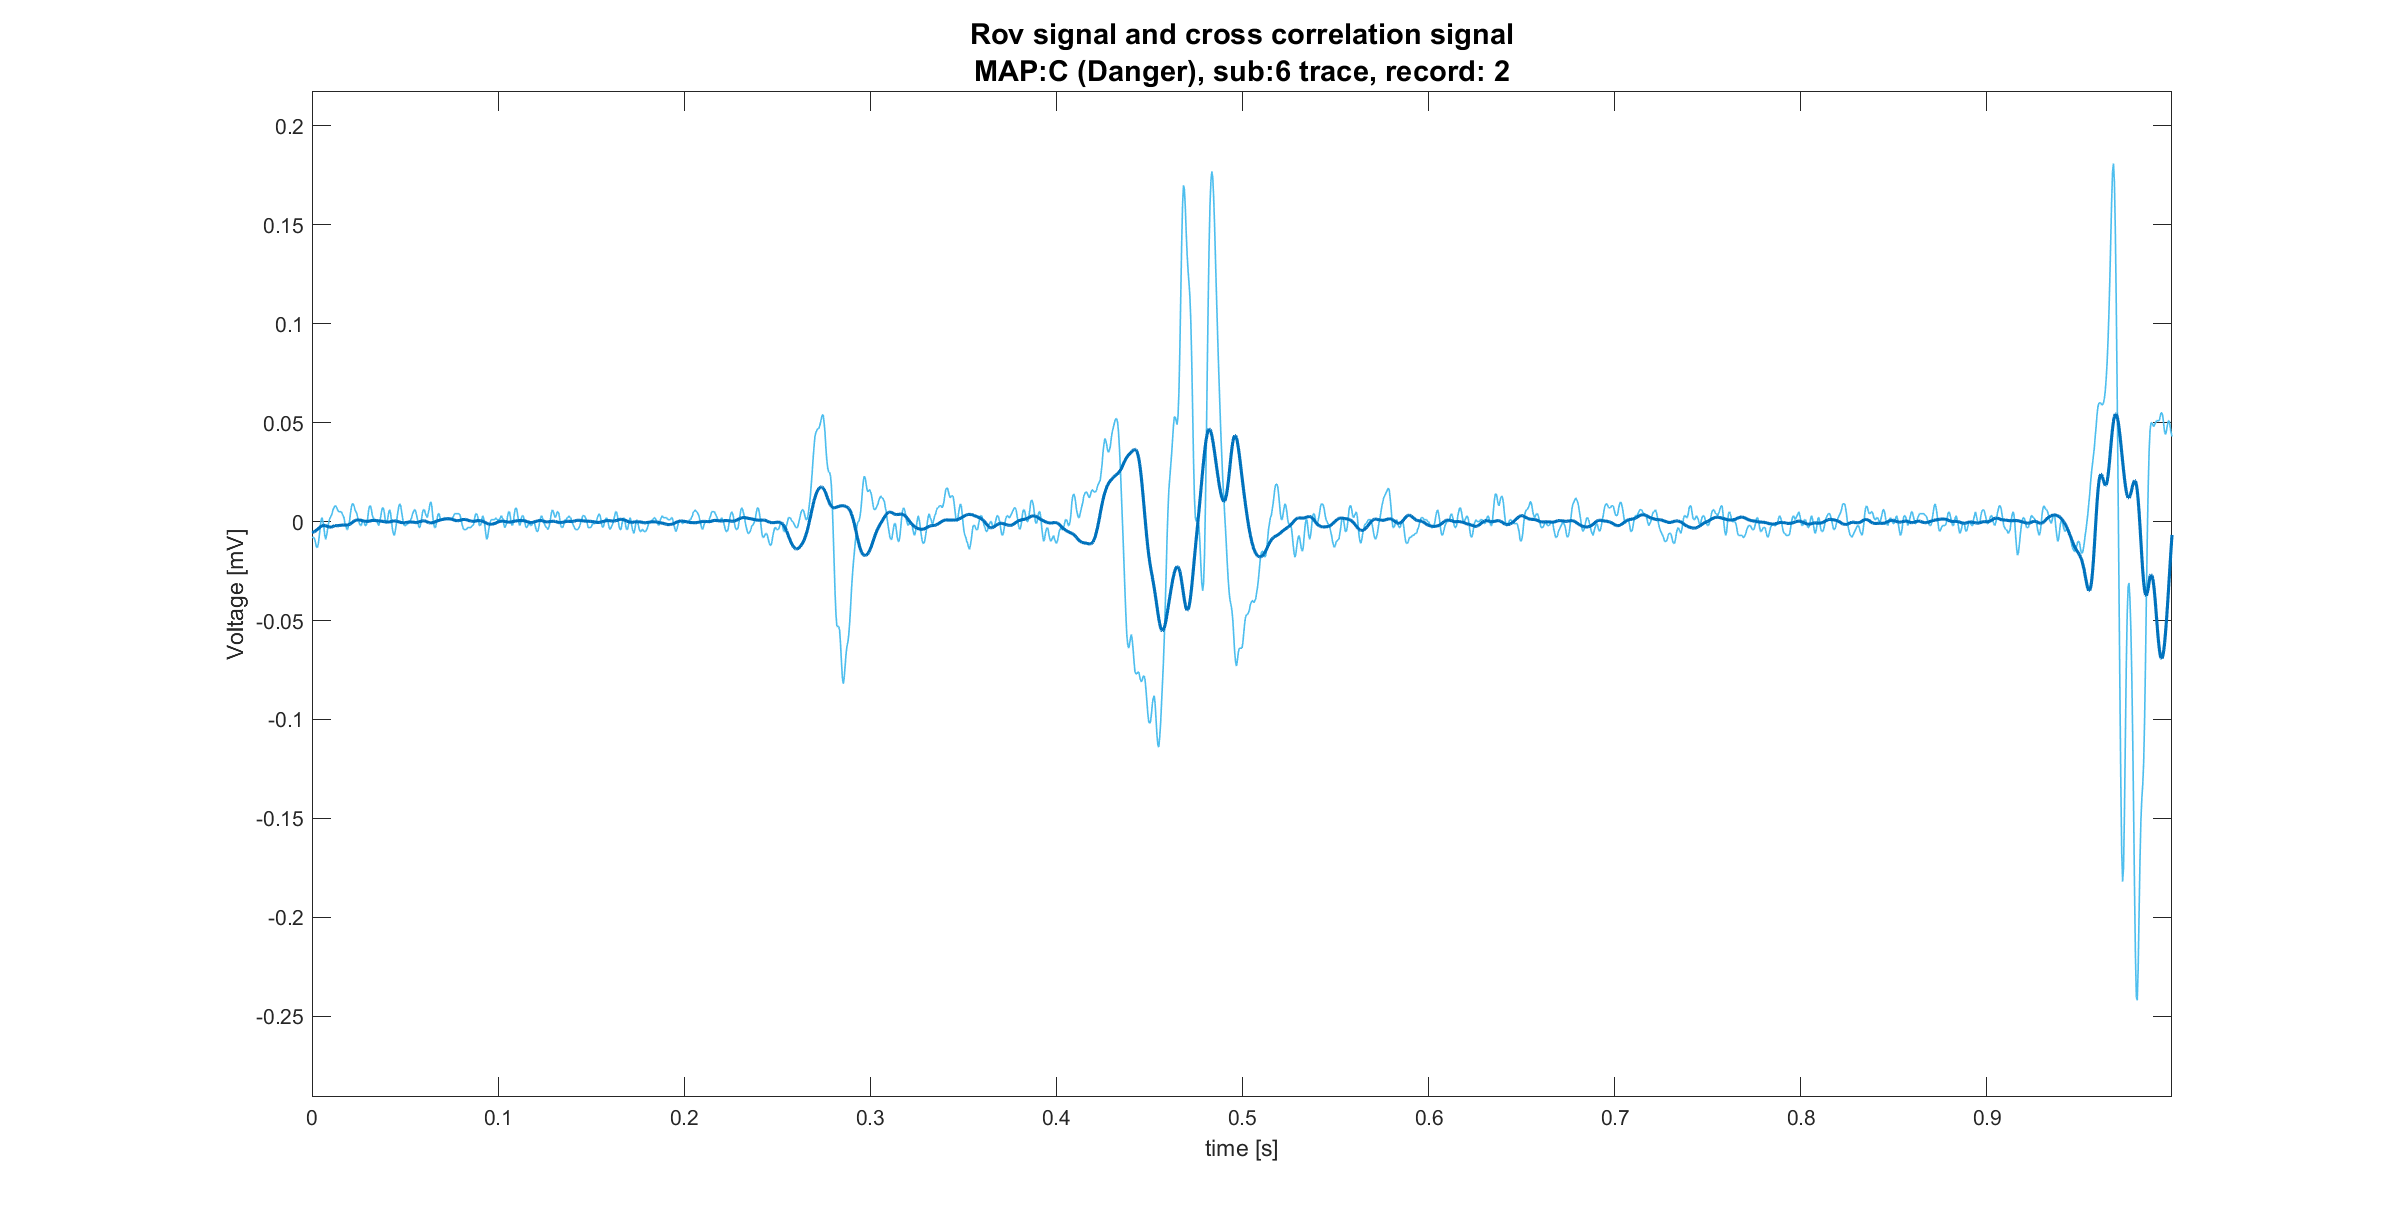 Rov signal and cross correlation signal
MAP:C (Danger), sub:6 trace, record: 2
0.2
0.15
0.1
0.05
0
-0.05
-0.1
-0.15
-0.2
-0.25
Voltage [mV]
0 0.1 0.2 0.3 0.4 0.5 0.6 0.7 0.8 0.9
time [s]